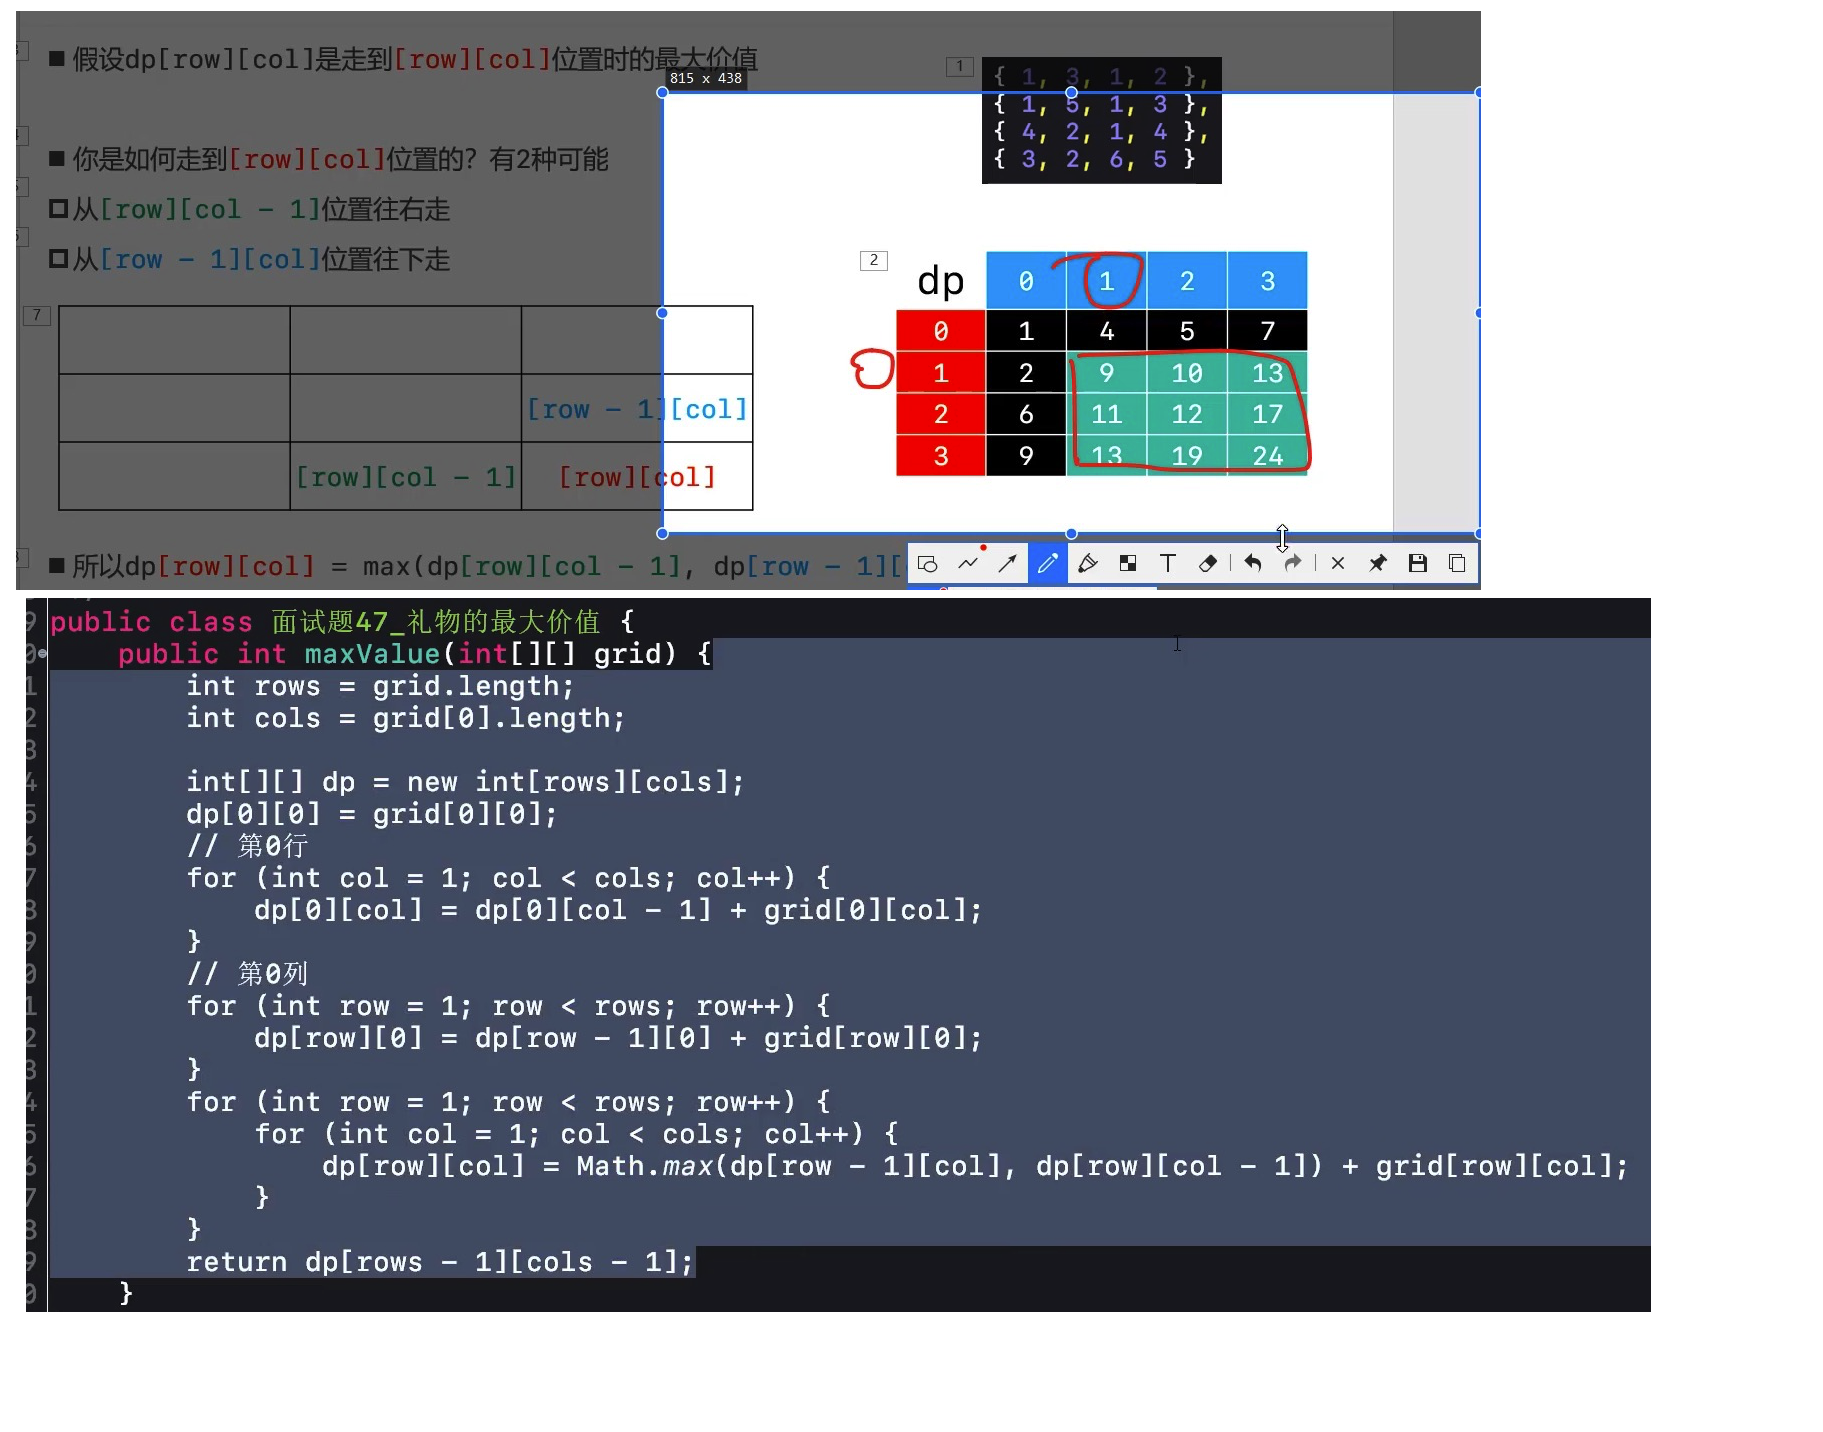 ■ 假设dp[row][col]是走到[row][col]位置时的最大价值
815 x 438
1
{ 1, 3, 1, 2 },
{ 1, 5, 1, 3 },
{ 4, 2, 1, 4 },
{ 3, 2, 6, 5 }
■ 你是如何走到[row][col]位置的？有2种可能
从[row][col - 1]位置往右走
从[row - 1][col]位置往下走
7
[row - 1][col]
[row][col - 1] [row][col]
2
dp 0 1 2 3
0 1 4 5 7
1 2 9 10 13
2 6 11 12 17
3 9 13 19 24
■ 所以dp[row][col] = max(dp[row][col - 1], dp[row - 1][
public class 面试题47_礼物的最大价值 {
public int maxValue(int[][] grid) {
int rows = grid.length;
int cols = grid[0].length;
int[][] dp = new int[rows][cols];
dp[0][0] = grid[0][0];
// 第0行
for (int col = 1; col < cols; col++) {
dp[0][col] = dp[0][col - 1] + grid[0][col];
}
// 第0列
for (int row = 1; row < rows; row++) {
dp[row][0] = dp[row - 1][0] + grid[row][0];
}
for (int row = 1; row < rows; row++) {
for (int col = 1; col < cols; col++) {
dp[row][col] = Math.max(dp[row - 1][col], dp[row][col - 1]) + grid[row][col];
}
}
return dp[rows - 1][cols - 1];
}